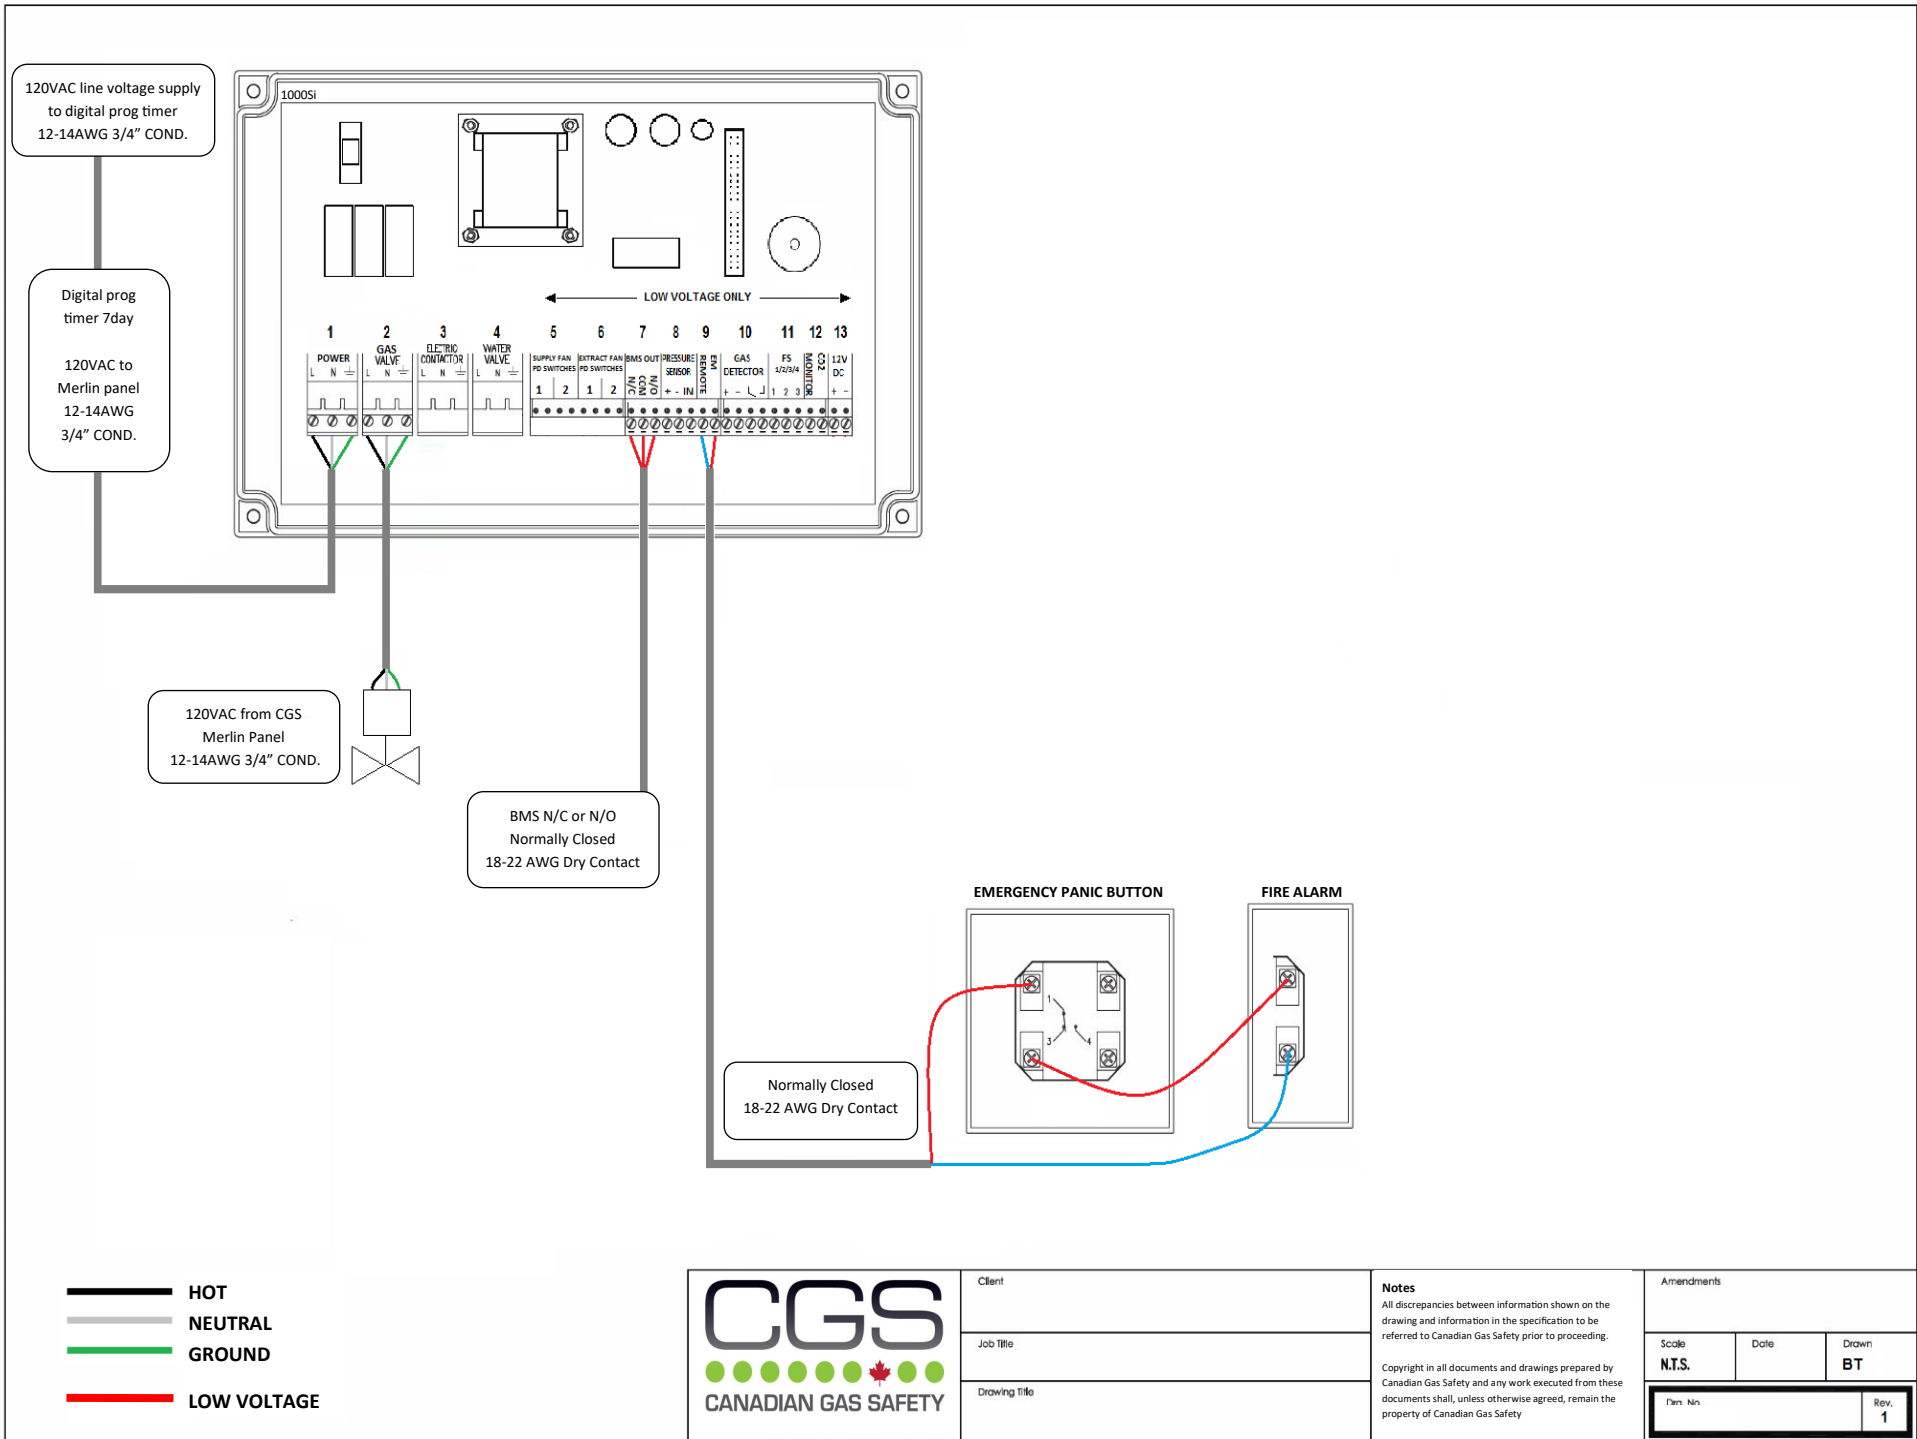 120VAC line voltage supply
to digital prog timer
12-14AWG 3/4” COND.
1000Si
Digital prog
timer 7day
120VAC to
Merlin panel
12-14AWG
3/4” COND.
LOW VOLTAGE ONLY
1 2 3 4 5 6 7 8 9 10 11 12 13
POWER
L N
GAS
VALVE
L N
ELECTRIC
CONTACTOR
L N
WATER
VALVE
L N
SUPPLY FAN
PD SWITCHES
1 2
EXTRACT FAN
PD SWITCHES
1 2
BMS OUT
N/C
COM
N/O
PRESSURE
SENSOR
+ - IN
EM
REMOTE
GAS
DETECTOR
+ -
FS
1/2/3/4
1 2 3
CO2
MONITOR
12V
DC
+ -
120VAC from CGS
Merlin Panel
12-14AWG 3/4” COND.
BMS N/C or N/O
Normally Closed
18-22 AWG Dry Contact
EMERGENCY PANIC BUTTON
1
3
4
FIRE ALARM
Normally Closed
18-22 AWG Dry Contact
HOT
NEUTRAL
GROUND
LOW VOLTAGE
CGS
CANADIAN GAS SAFETY
Client
Job Title
Drawing Title
Notes
All discrepancies between information shown on the
drawing and information in the specification to be
referred to Canadian Gas Safety prior to proceeding.
Copyright in all documents and drawings prepared by
Canadian Gas Safety and any work executed from these
documents shall, unless otherwise agreed, remain the
property of Canadian Gas Safety
Amendments
Scale
N.T.S.
Date
Drawn
BT
Drg. No.
Rev.
1